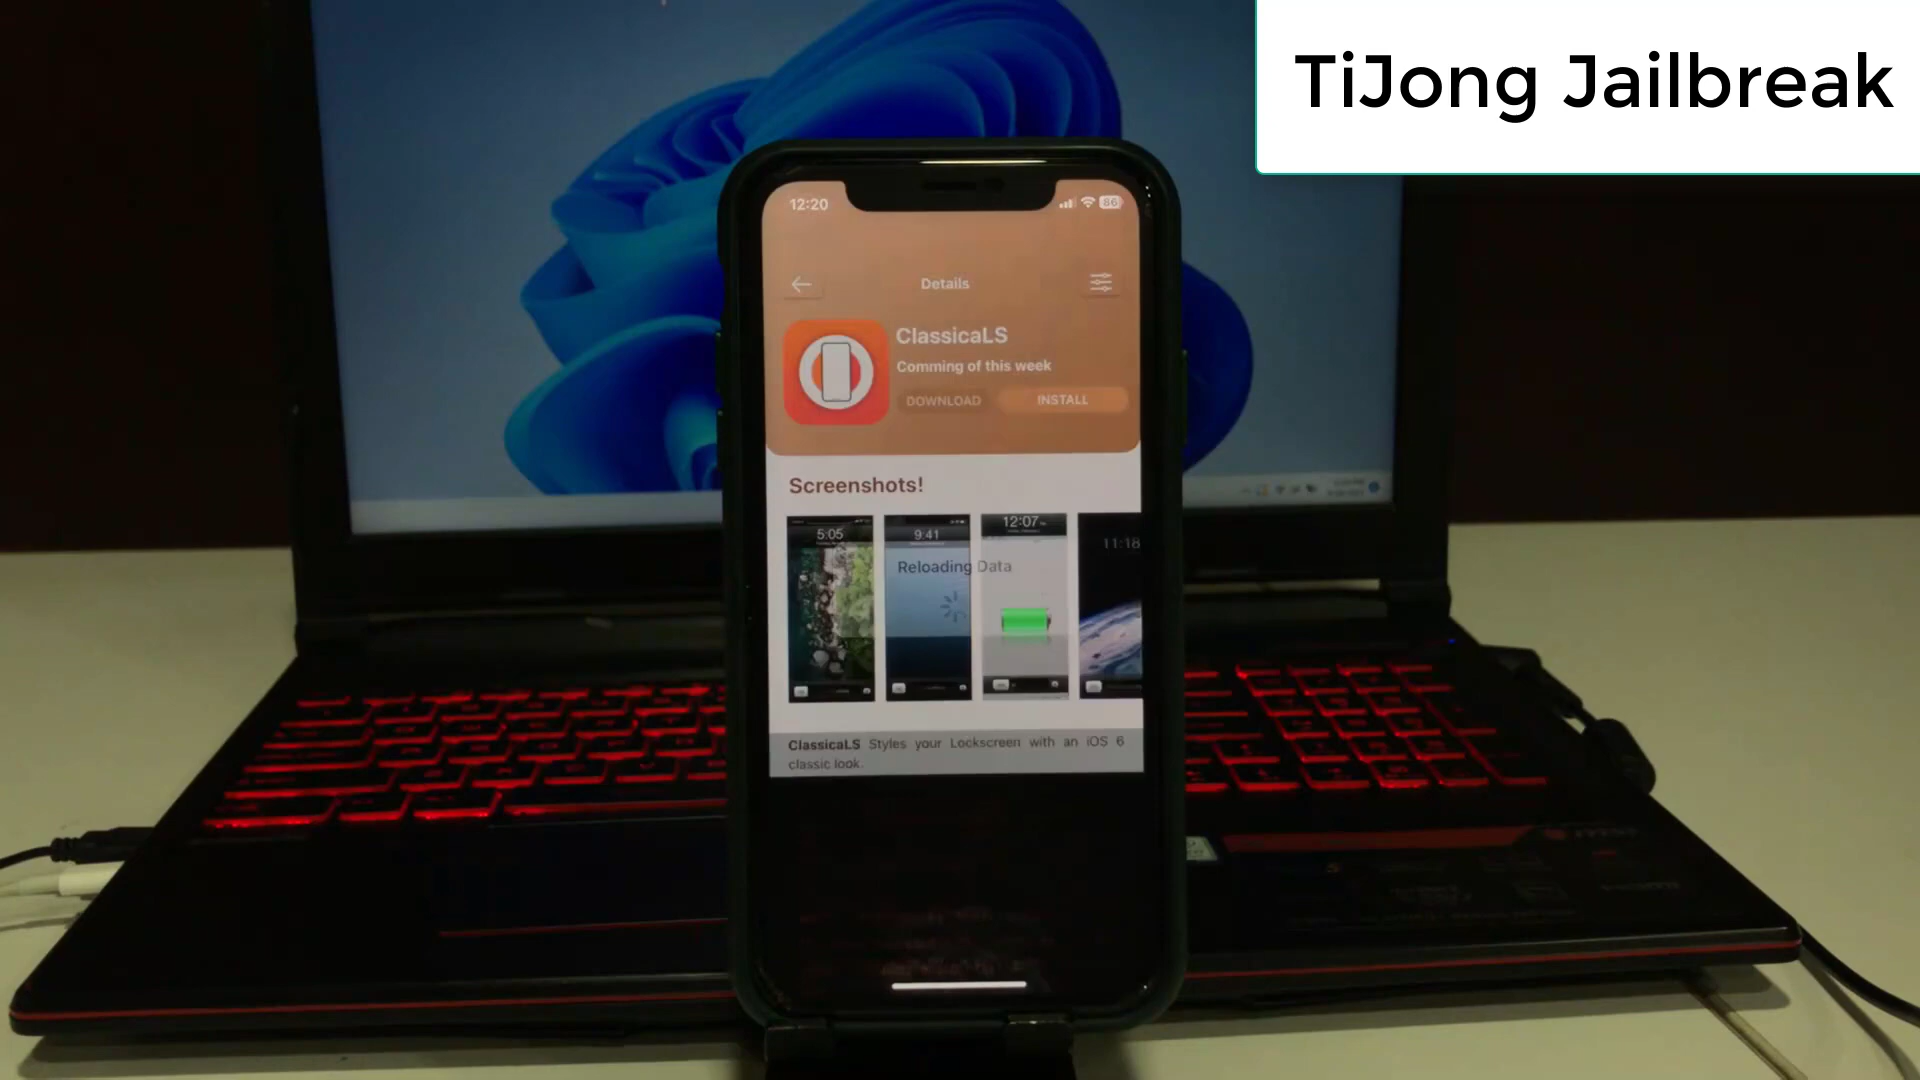 TiJong Jailbreak
12:20
86
Details
ClassicaLS
Comming of this week
DOWNLOAD
INSTALL
Screenshots!
5:05
9:41
12:07
11:18
Reloading Data
ClassicaLS Styles your Lockscreen with an iOS 6
classic look.